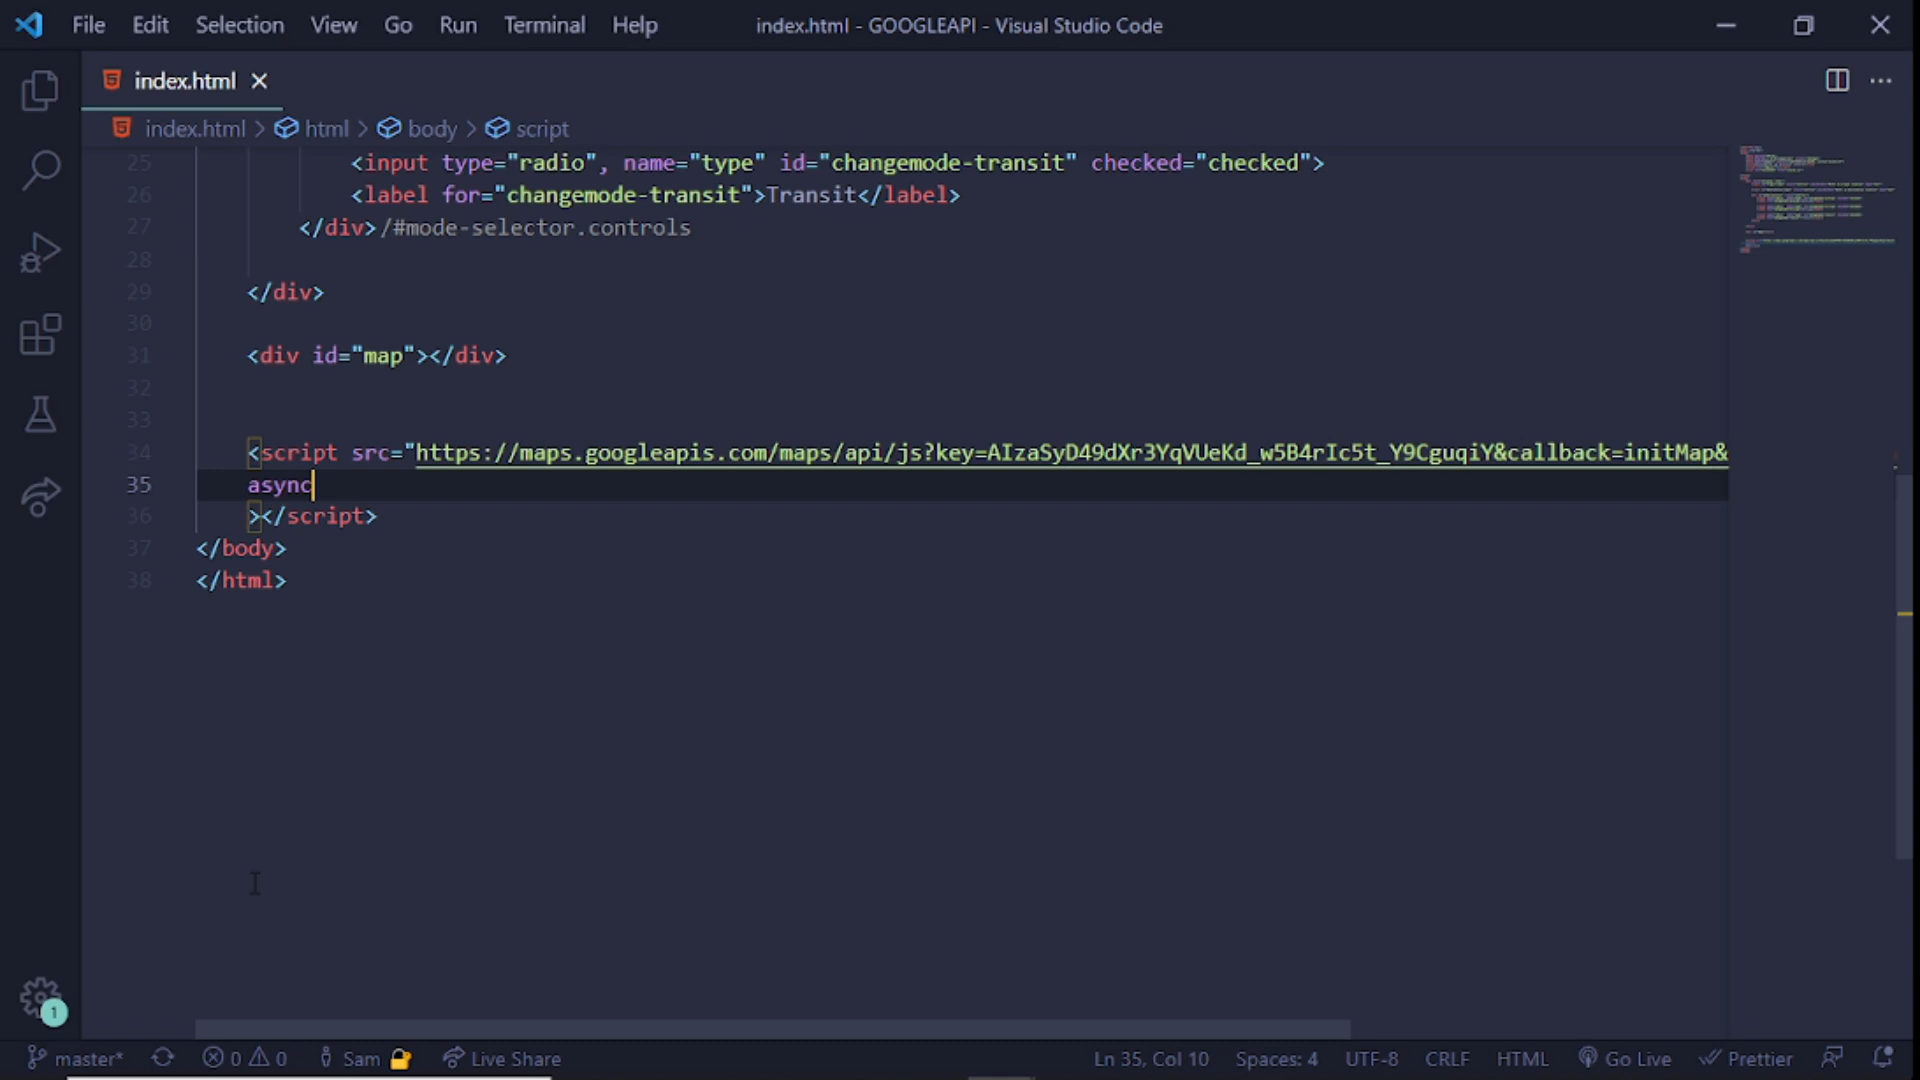 File Edit Selection View Go Run Terminal Help index.html - GOOGLEAPI - Visual Studio Code
index.html
index.html > html > body > script
25 <input type="radio", name="type" id="changemode-transit" checked="checked">
26 <label for="changemode-transit">Transit</label>
27 </div>/#mode-selector.controls
28
29 </div>
30
31 <div id="map"></div>
32
33
34 <script src="https://maps.googleapis.com/maps/api/js?key=AIzaSyD49dXr3YqVUeKd_w5B4rIc5t_Y9CguqiY&callback=initMap&
35 async
36 ></script>
37 </body>
38 </html>
1
master* 0 0 Sam Live Share Ln 35, Col 10 Spaces: 4 UTF-8 CRLF HTML Go Live Prettier